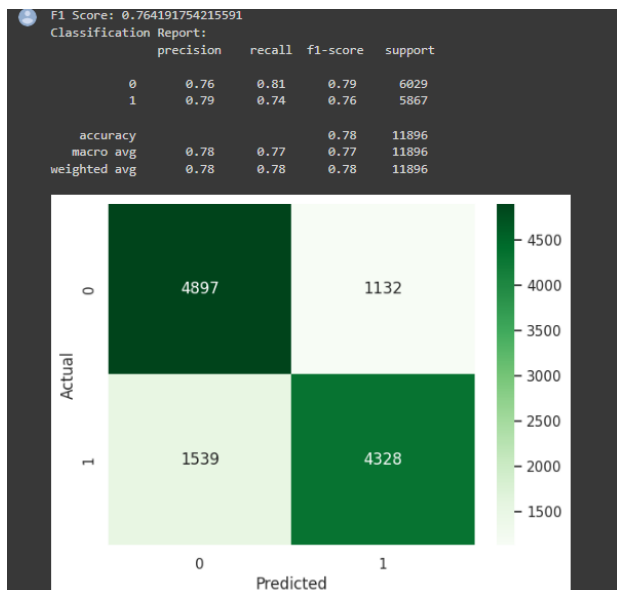 F1 Score: 0.764191754215591
Classification Report:
precision recall f1-score support
0 0.76 0.81 0.79 6029
1 0.79 0.74 0.76 5867
accuracy 0.78 11896
macro avg 0.78 0.77 0.77 11896
weighted avg 0.78 0.78 0.78 11896
4500
4897 1132
0
4000
3500
Actual
3000
2500
1539 4328
1
2000
1500
0 1
Predicted